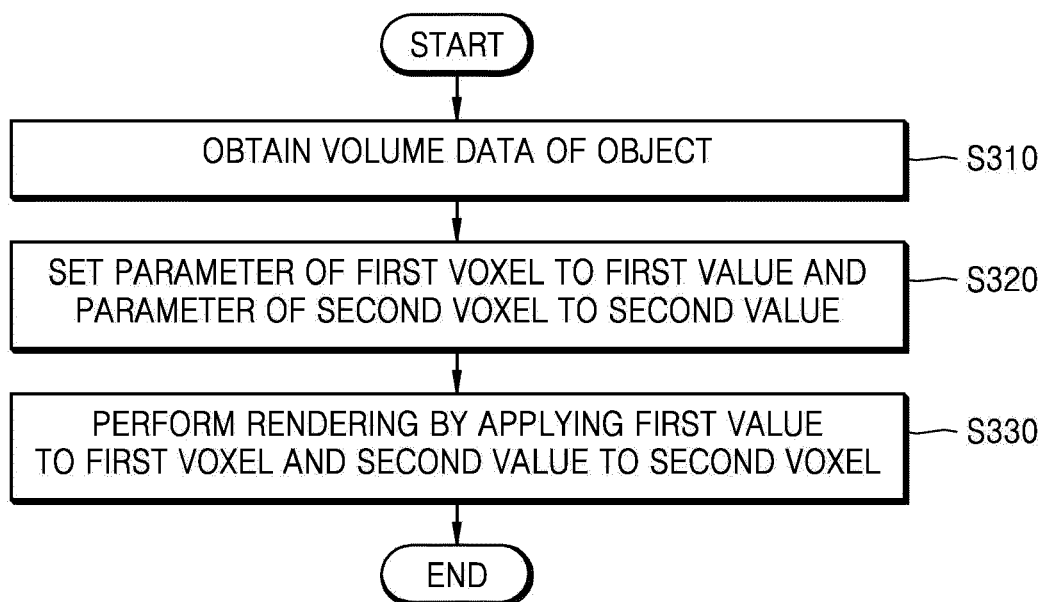 START
OBTAIN VOLUME DATA OF OBJECT
S310
SET PARAMETER OF FIRST VOXEL TO FIRST VALUE AND
PARAMETER OF SECOND VOXEL TO SECOND VALUE
S320
PERFORM RENDERING BY APPLYING FIRST VALUE
TO FIRST VOXEL AND SECOND VALUE TO SECOND VOXEL
S330
END